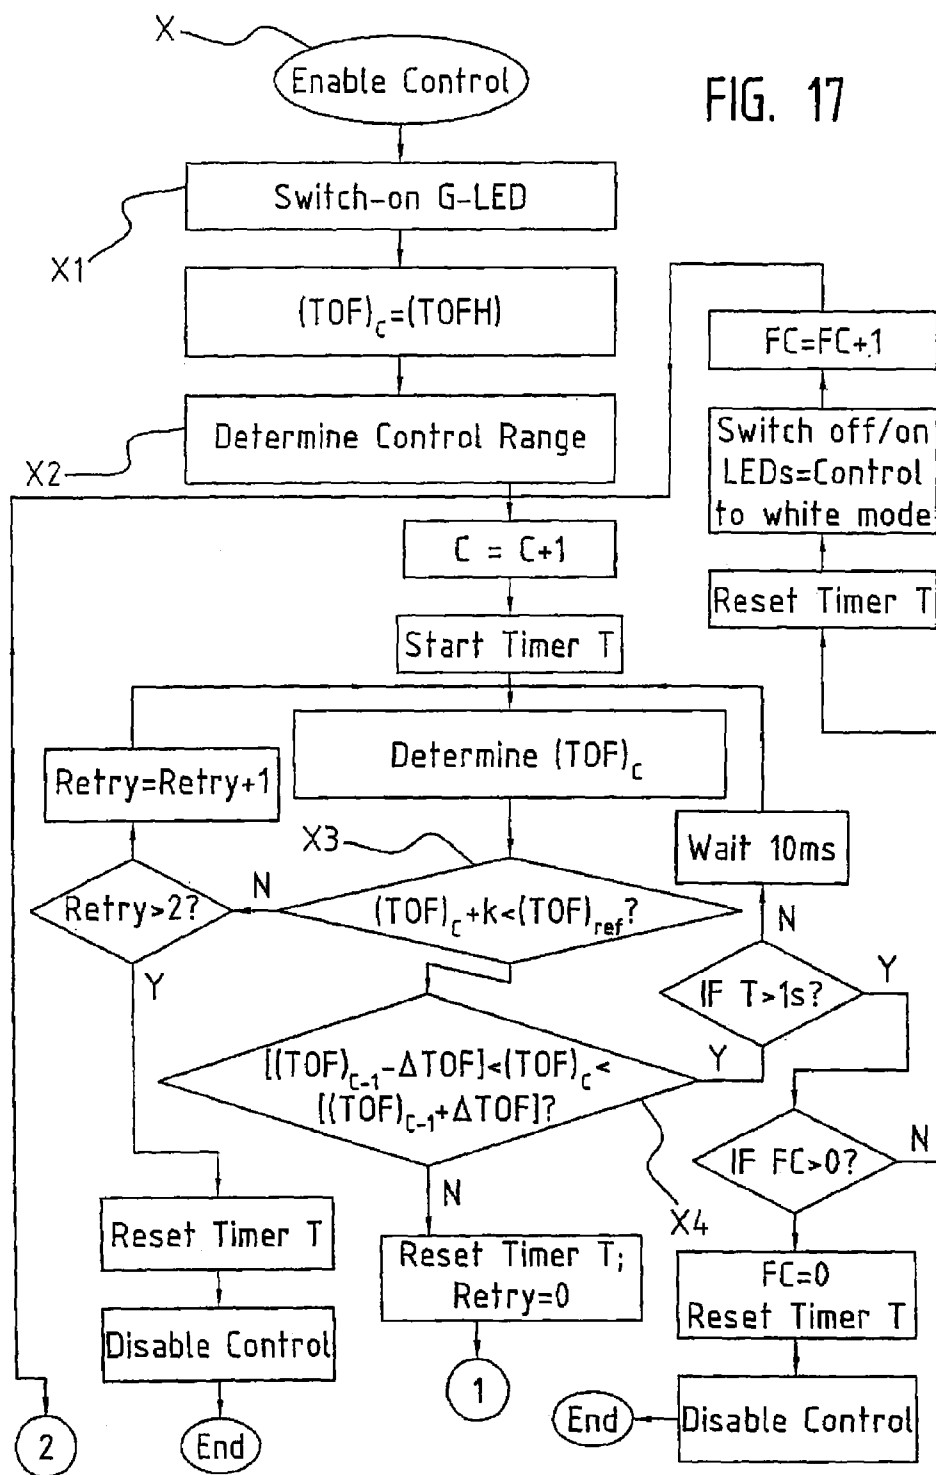 X
Enable Control
FIG. 17
Switch-on G-LED
X1
(TOF)c=(TOFH)
FC=FC+1
Determine Control Range
X2
Switch off/on
LEDs=Control
to white mode
C = C+1
Reset Timer T
Start Timer T
Determine (TOF)c
Retry=Retry+1
X3
Wait 10ms
Retry>2?
N
(TOF)c+k<(TOF)ref?
N
Y
IF T>1s?
Y
[(TOF)c-1-ΔTOF]<(TOF)c<
[(TOF)c-1+ΔTOF]?
Y
IF FC>0?
N
N
X4
Reset Timer T
Reset Timer T;
Retry=0
FC=0
Reset Timer T
Disable Control
1
Disable Control
End
2
End